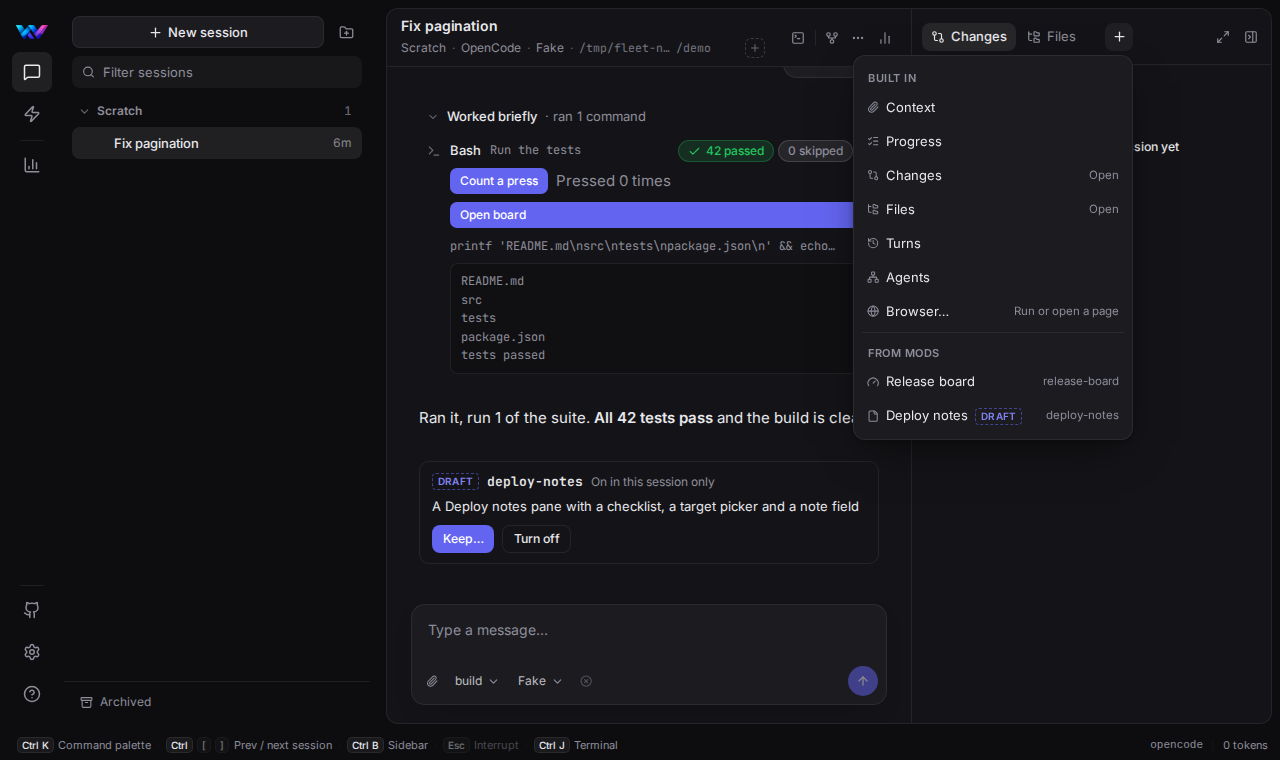 New session
Filter sessions
Scratch 1
Fix pagination 6m
Archived
Fix pagination
Scratch · OpenCode · Fake · /tmp/fleet-n… /demo
Worked briefly · ran 1 command
Bash Run the tests 42 passed 0 skipped
Count a press Pressed 0 times
Open board
printf 'README.md\nsrc\ntests\npackage.json\n' && echo…
README.md
src
tests
package.json
tests passed
Ran it, run 1 of the suite. All 42 tests pass and the build is clea
DRAFT deploy-notes On in this session only
A Deploy notes pane with a checklist, a target picker and a note field
Keep… Turn off
Type a message…
build Fake
Changes Files
sion yet
BUILT IN
Context
Progress
Changes Open
Files Open
Turns
Agents
Browser… Run or open a page
FROM MODS
Release board release-board
Deploy notes DRAFT deploy-notes
Ctrl K Command palette Ctrl [ ] Prev / next session Ctrl B Sidebar Esc Interrupt Ctrl J Terminal opencode 0 tokens